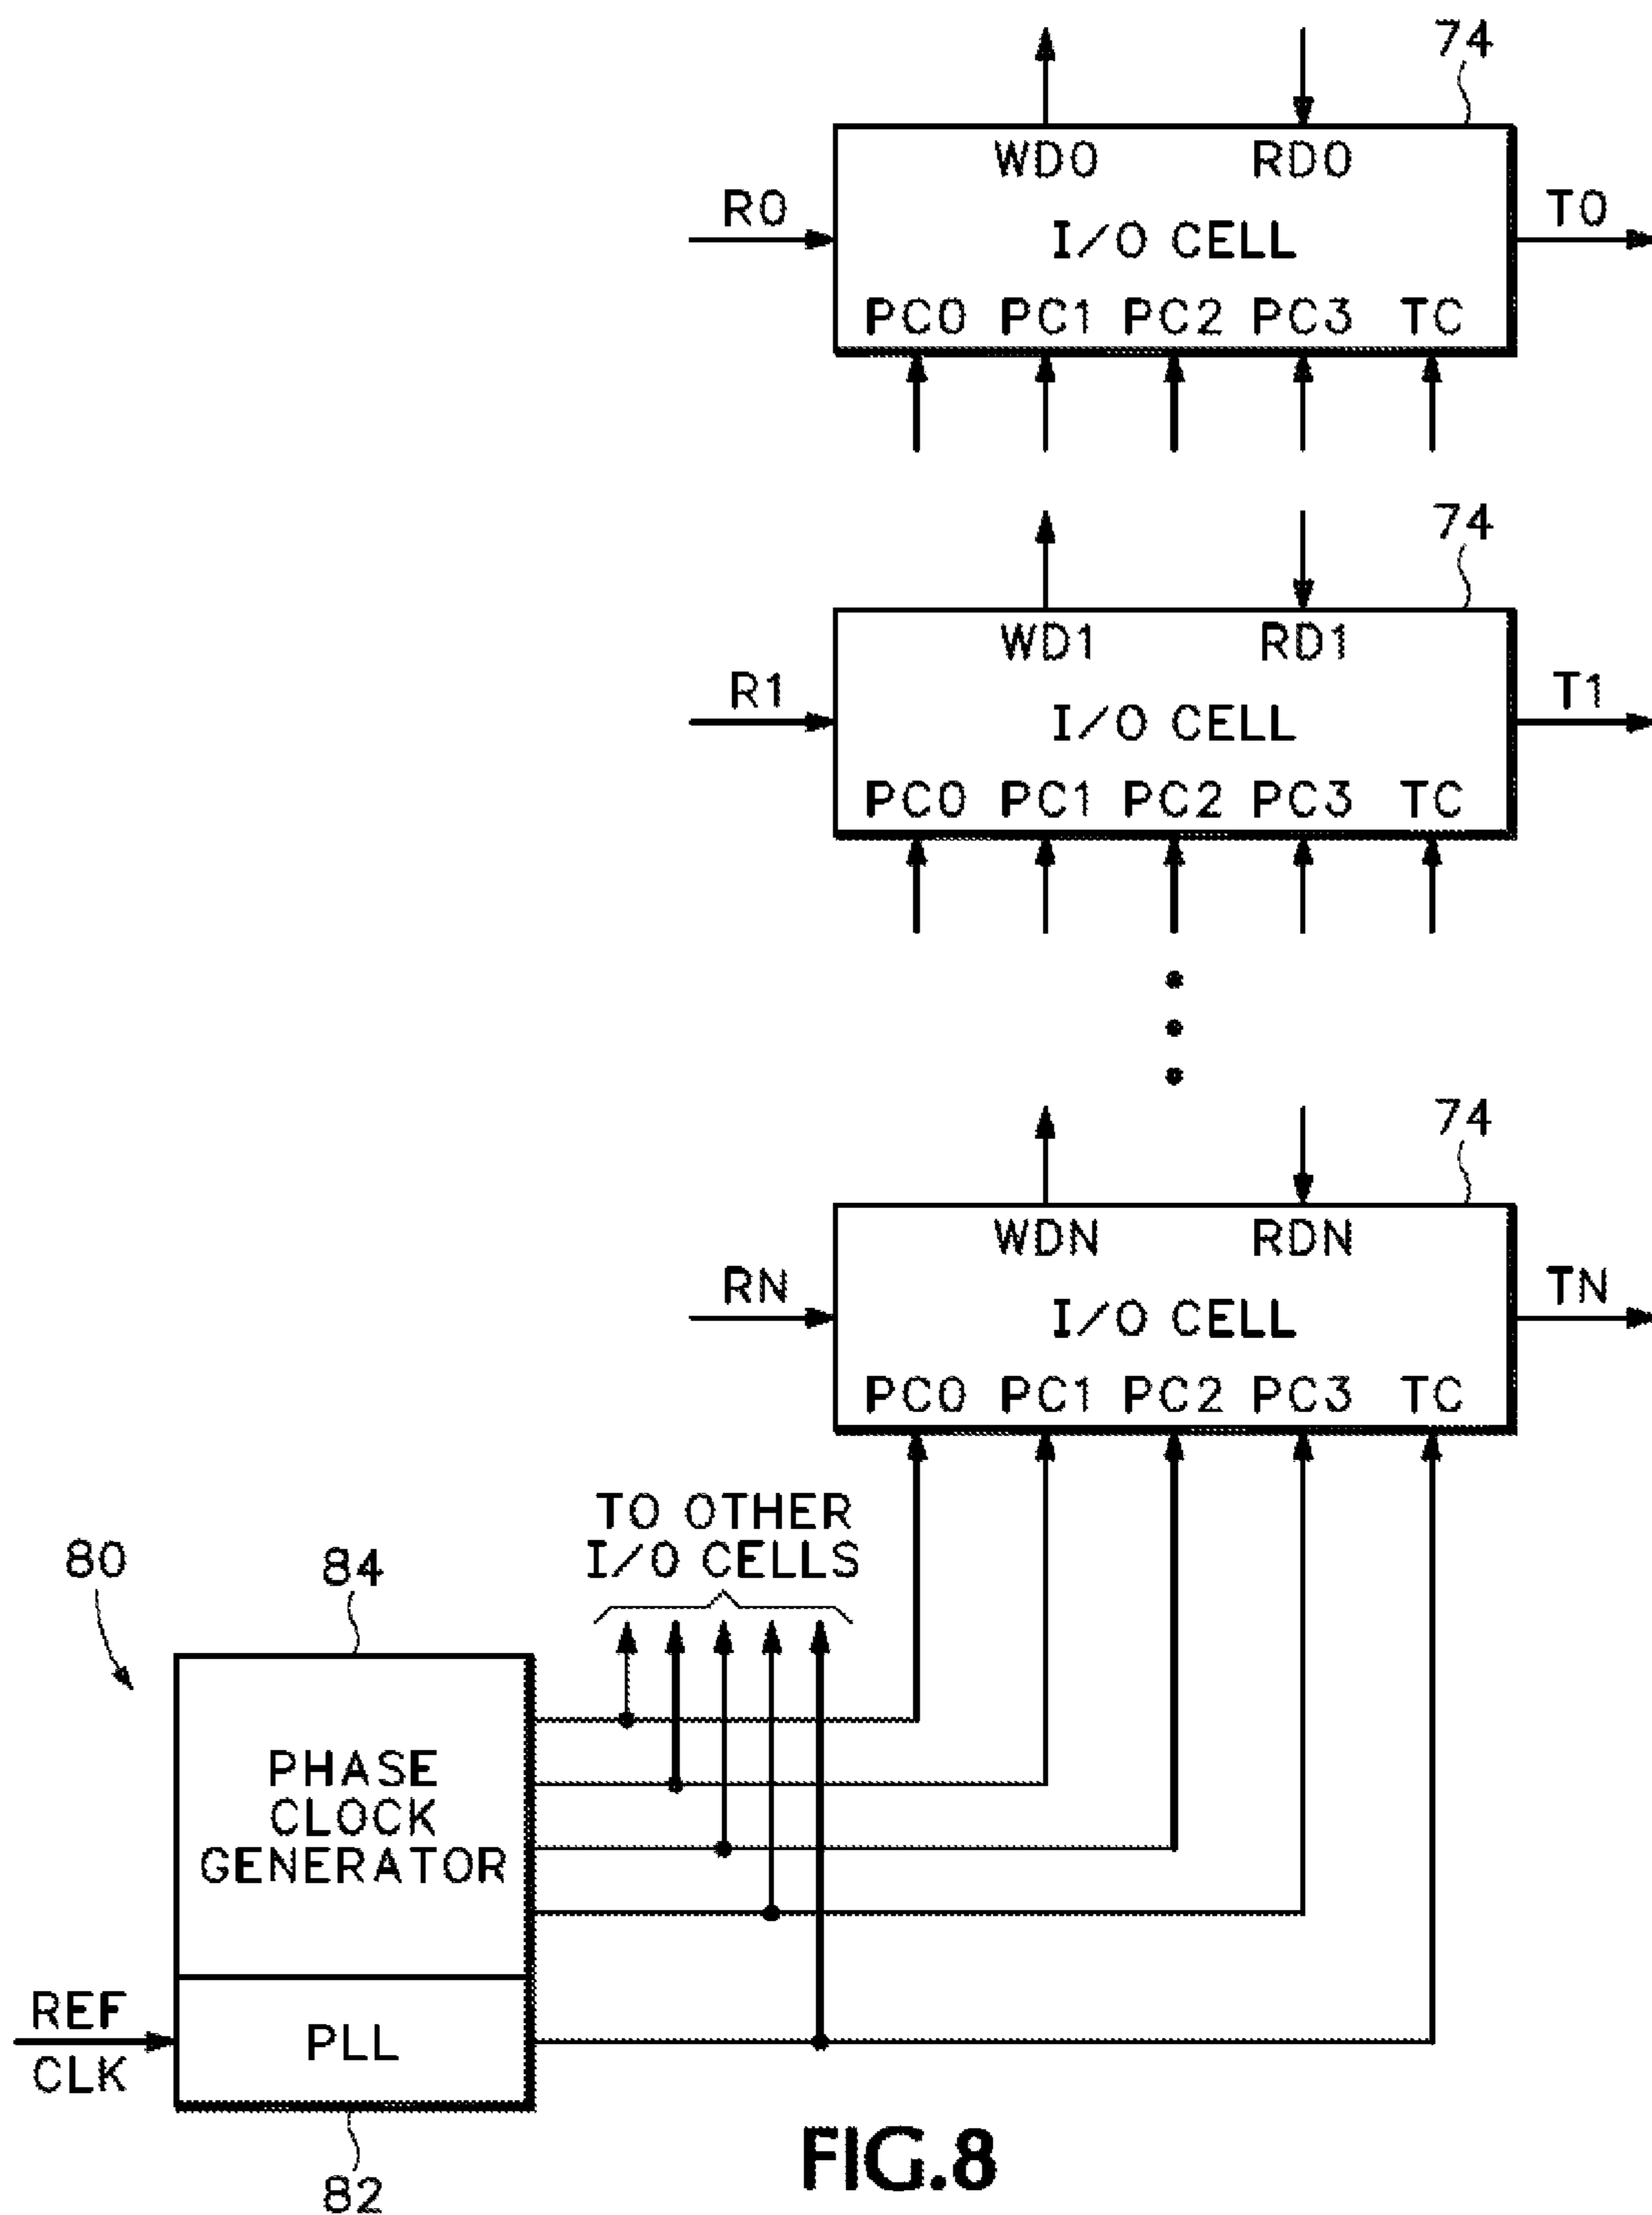 74
WD0 RD0
R0 I/O CELL T0
PC0 PC1 PC2 PC3 TC
74
WD1 RD1
R1 I/O CELL T1
PC0 PC1 PC2 PC3 TC
74
WDN RDN
RN I/O CELL TN
PC0 PC1 PC2 PC3 TC
TO OTHER
I/O CELLS
80
84
PHASE
CLOCK
GENERATOR
REF
CLK
PLL
82
FIG.8